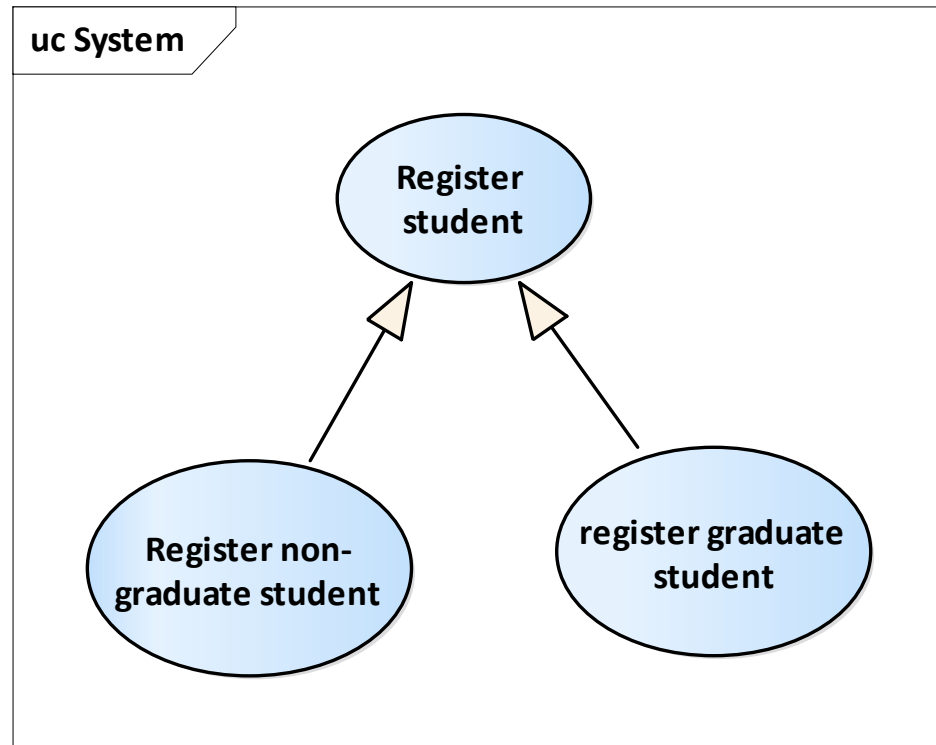 uc System
Register
student
Register non-
graduate student
register graduate
student